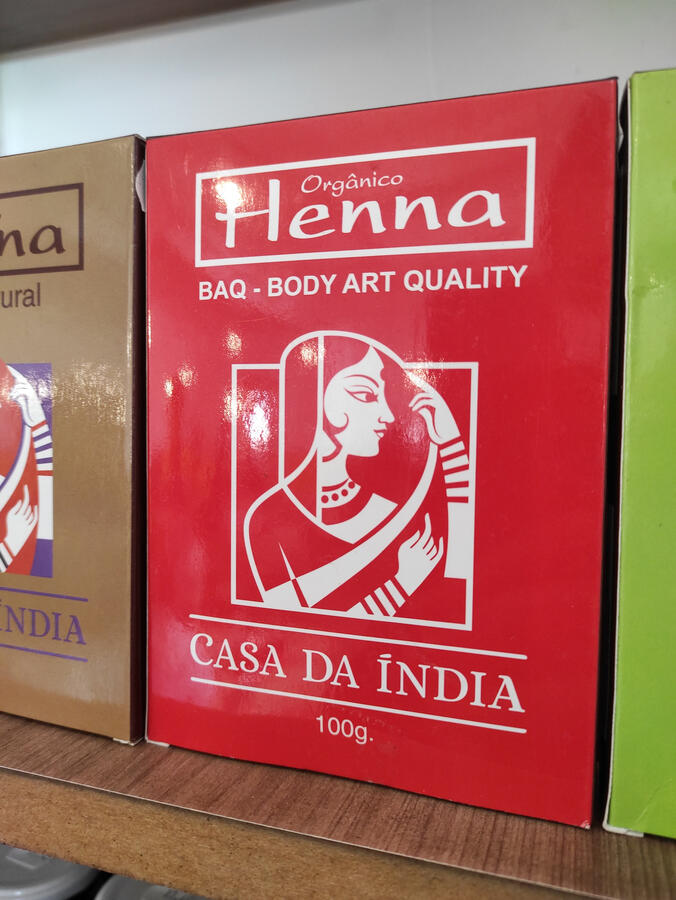 Orgânico
Henna
BAQ - BODY ART QUALITY
CASA DA ÍNDIA
100g.
na
ural
ÍNDIA